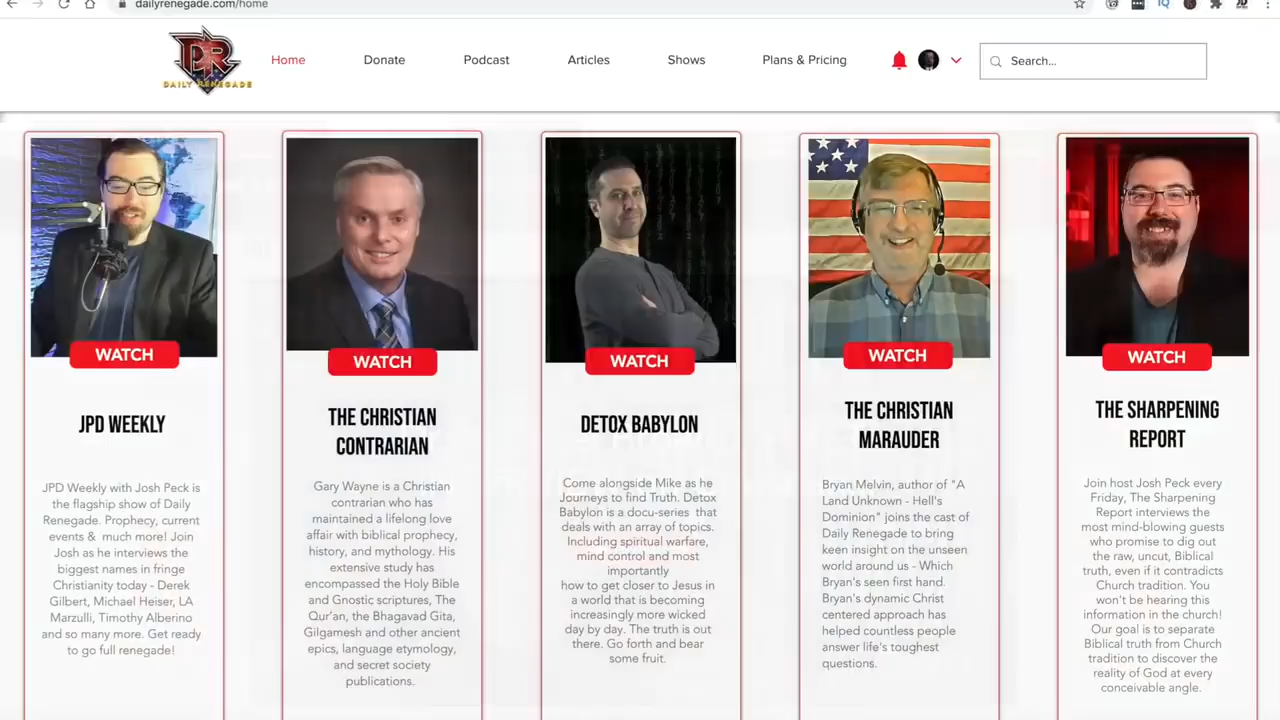 dailyrenegade.com/home
DR
DAILY RENEGADE
Home
Donate
Podcast
Articles
Shows
Plans & Pricing
Search...
WATCH
JPD WEEKLY
JPD Weekly with Josh Peck is
the flagship show of Daily
Renegade. Prophecy, current
events & much more! Join
Josh as he interviews the
biggest names in fringe
Christianity today - Derek
Gilbert, Michael Heiser, LA
Marzulli, Timothy Alberino
and so many more. Get ready
to go full renegade!
WATCH
THE CHRISTIAN
CONTRARIAN
Gary Wayne is a Christian
contrarian who has
maintained a lifelong love
affair with biblical prophecy,
history, and mythology. His
extensive study has
encompassed the Holy Bible
and Gnostic scriptures, The
Qur’an, the Bhagavad Gita,
Gilgamesh and other ancient
epics, language etymology,
and secret society
publications.
WATCH
DETOX BABYLON
Come alongside Mike as he
Journeys to find Truth. Detox
Babylon is a docu-series that
deals with an array of topics.
Including spiritual warfare,
mind control and most
importantly
how to get closer to Jesus in
a world that is becoming
increasingly more wicked
day by day. The truth is out
there. Go forth and bear
some fruit.
WATCH
THE CHRISTIAN
MARAUDER
Bryan Melvin, author of "A
Land Unknown - Hell's
Dominion" joins the cast of
Daily Renegade to bring
keen insight on the unseen
world around us - Which
Bryan's seen first hand.
Bryan's dynamic Christ
centered approach has
helped countless people
answer life's toughest
questions.
WATCH
THE SHARPENING
REPORT
Join host Josh Peck every
Friday, The Sharpening
Report interviews the
most mind-blowing guests
who promise to dig out
the raw, uncut, Biblical
truth, even if it contradicts
Church tradition. You
won't be hearing this
information in the church!
Our goal is to separate
Biblical truth from Church
tradition to discover the
reality of God at every
conceivable angle.